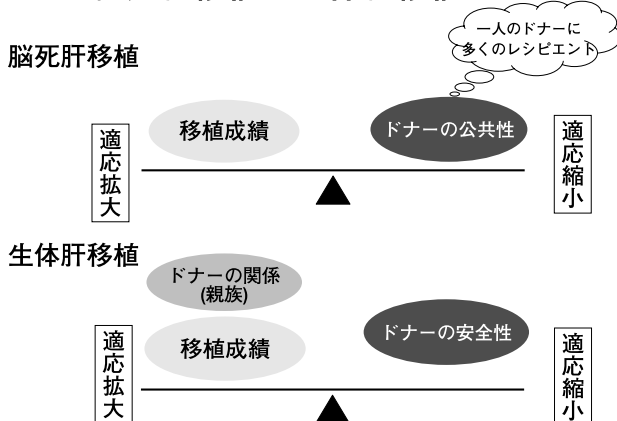 一人のドナーに
多くのレシピエント
脳死肝移植
適応拡大
移植成績
ドナーの公共性
適応縮小
生体肝移植
ドナーの関係
(親族)
適応拡大
移植成績
ドナーの安全性
適応縮小